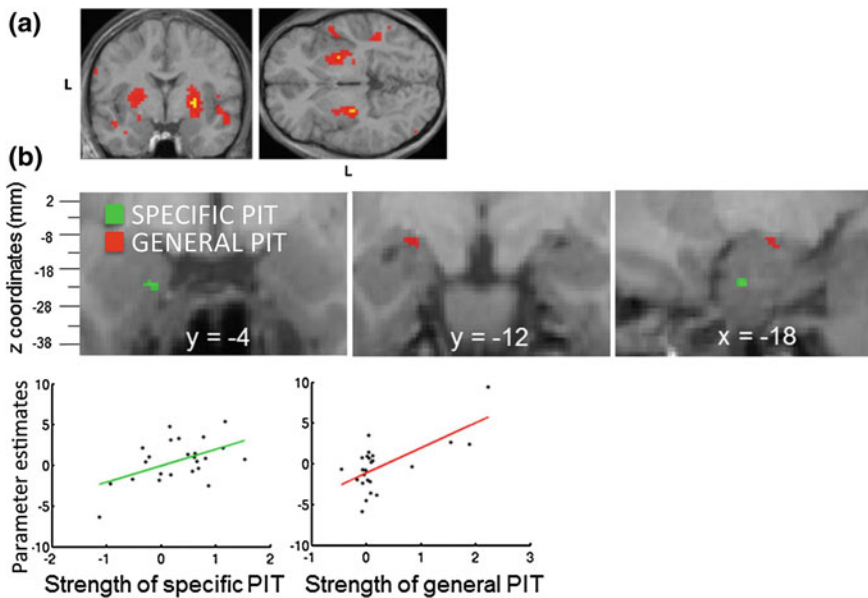 (a)
L
L
(b)
z coordinates (mm)
2
-8
-18
-28
-38
SPECIFIC PIT
GENERAL PIT
y = -4
y = -12
x = -18
Parameter estimates
10
5
0
-5
-10
-2
-1
0
1
2
Strength of specific PIT
10
5
0
-5
-10
-1
0
1
2
3
Strength of general PIT